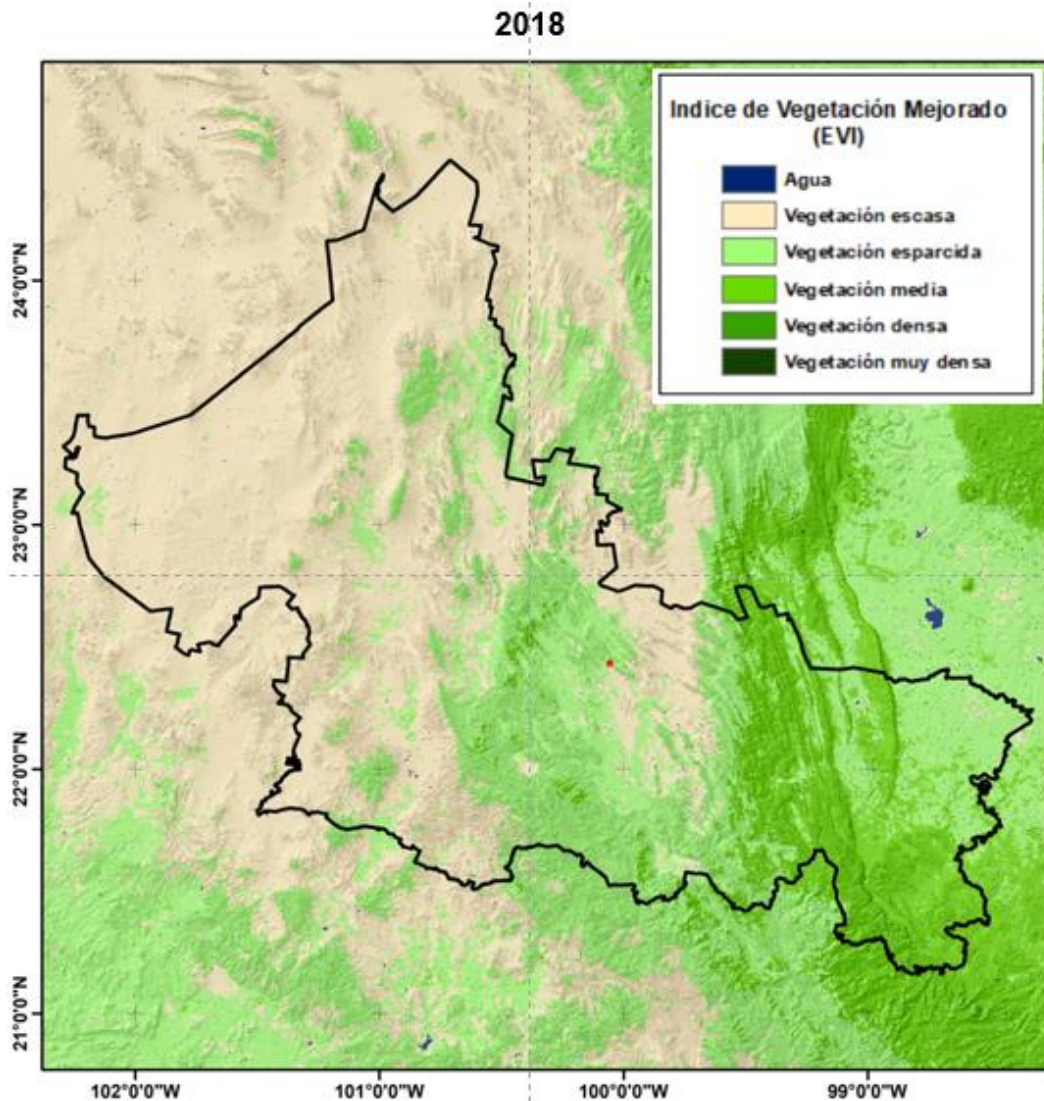 2018
Indice de Vegetación Mejorado
(EVI)
Agua
Vegetación escasa
Vegetación esparcida
Vegetación media
Vegetación densa
Vegetación muy densa
24°0'0"N
23°0'0"N
22°0'0"N
21°0'0"N
102°0'0"W
101°0'0"W
100°0'0"W
99°0'0"W